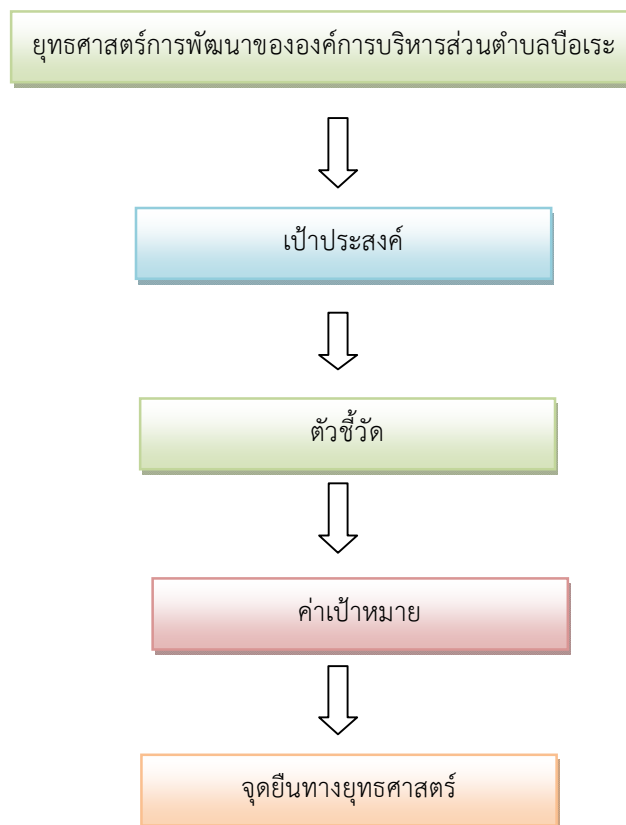 ยุทธศาสตร์การพัฒนาขององค์การบริหารส่วนตำบลบือเระ
เป้าประสงค์
ตัวชี้วัด
ค่าเป้าหมาย
จุดยืนทางยุทธศาสตร์